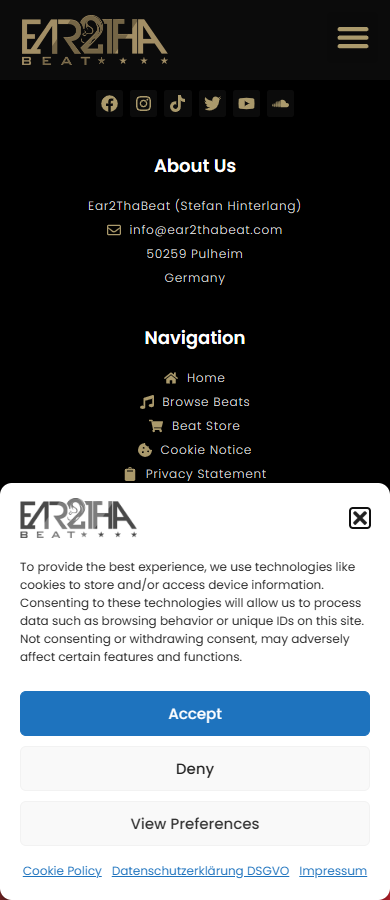 EAR2THA
BEAT
About Us
Ear2ThaBeat (Stefan Hinterlang)
info@ear2thabeat.com
50259 Pulheim
Germany
Navigation
Home
Browse Beats
Beat Store
Cookie Notice
Privacy Statement
EAR2THA
BEAT
To provide the best experience, we use technologies like
cookies to store and/or access device information.
Consenting to these technologies will allow us to process
data such as browsing behavior or unique IDs on this site.
Not consenting or withdrawing consent, may adversely
affect certain features and functions.
Accept
Deny
View Preferences
Cookie Policy Datenschutzerklärung DSGVO Impressum